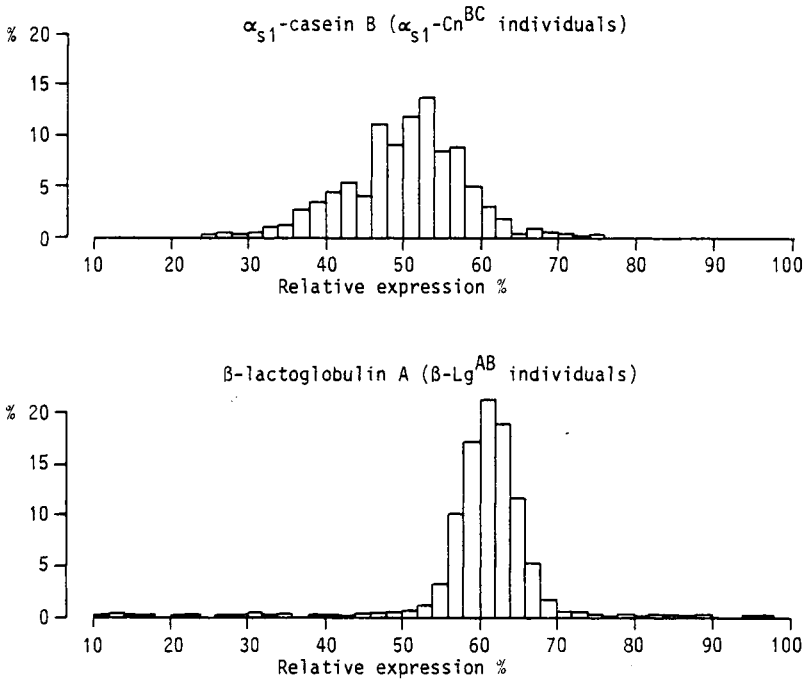 αs1-casein B (αs1-Cn^BC individuals)
% 20
15
10
5
0
10 20 30 40 50 60 70 80 90 100
Relative expression %
β-lactoglobulin A (β-Lg^AB individuals)
% 20
15
10
5
0
10 20 30 40 50 60 70 80 90 100
Relative expression %